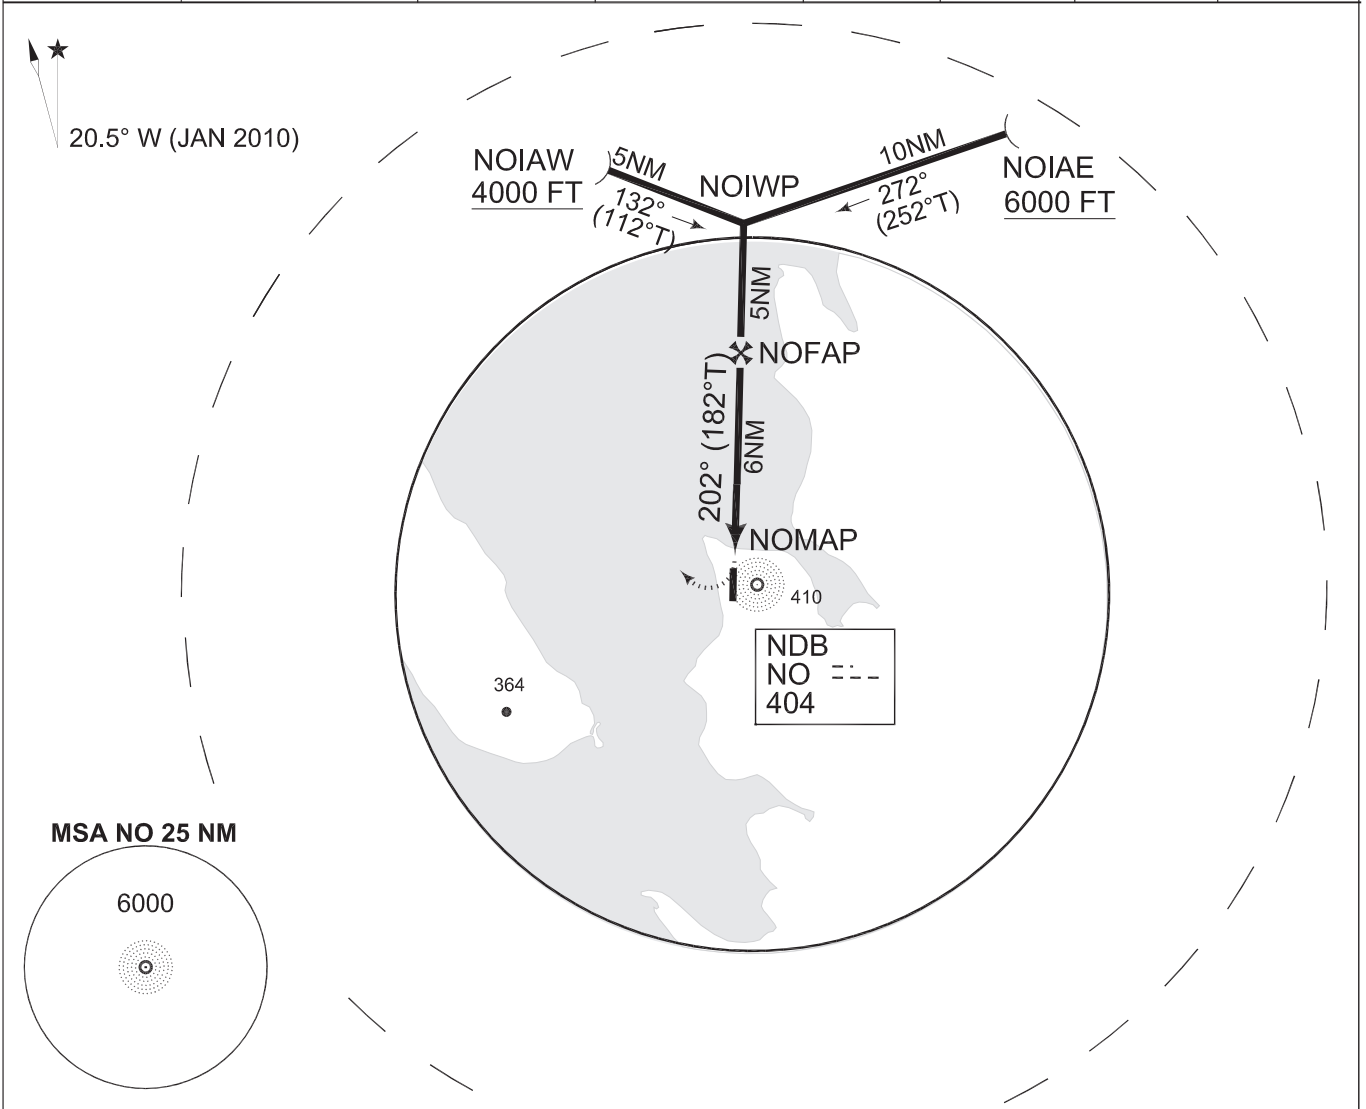 20.5° W (JAN 2010)
NOIAW
4000 FT
5NM
132°
(112°T)
NOIWP
10NM
272°
(252°T)
NOIAE
6000 FT
5NM
NOFAP
202° (182°T)
6NM
NOMAP
410
NDB
NO
404
364
MSA NO 25 NM
6000